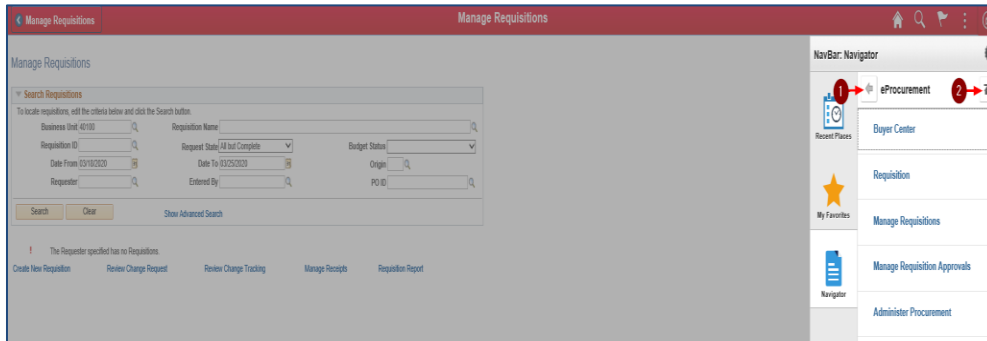 Manage Requisitions
Manage Requisitions
NavBar: Navigator
Manage Requisitions
Search Requisitions
To locate requisitions, edit the criteria below and click the Search button.
Business Unit 40100 Requisition Name
Requisition ID Request State All but Complete Budget Status
Date From 03/18/2020 Date To 03/25/2020 Origin
Requester Entered By PO ID
Search Clear Show Advanced Search
! The Requester specified has no Requisitions.
Create New Requisition Review Change Request Review Change Tracking Manage Receipts Requisition Report
Recent Places
My Favorites
Navigator
1 eProcurement 2
Buyer Center
Requisition
Manage Requisitions
Manage Requisition Approvals
Administer Procurement